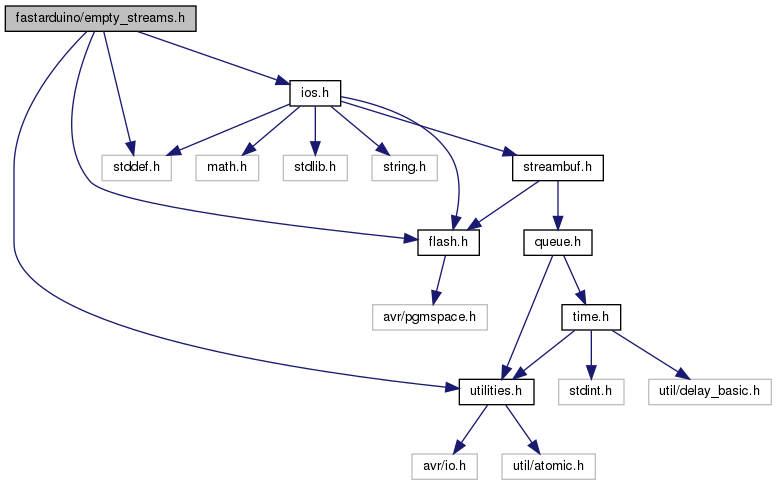 fastarduino/empty_streams.h
ios.h
stddef.h
math.h
stdlib.h
string.h
streambuf.h
flash.h
queue.h
avr/pgmspace.h
time.h
utilities.h
stdint.h
util/delay_basic.h
avr/io.h
util/atomic.h